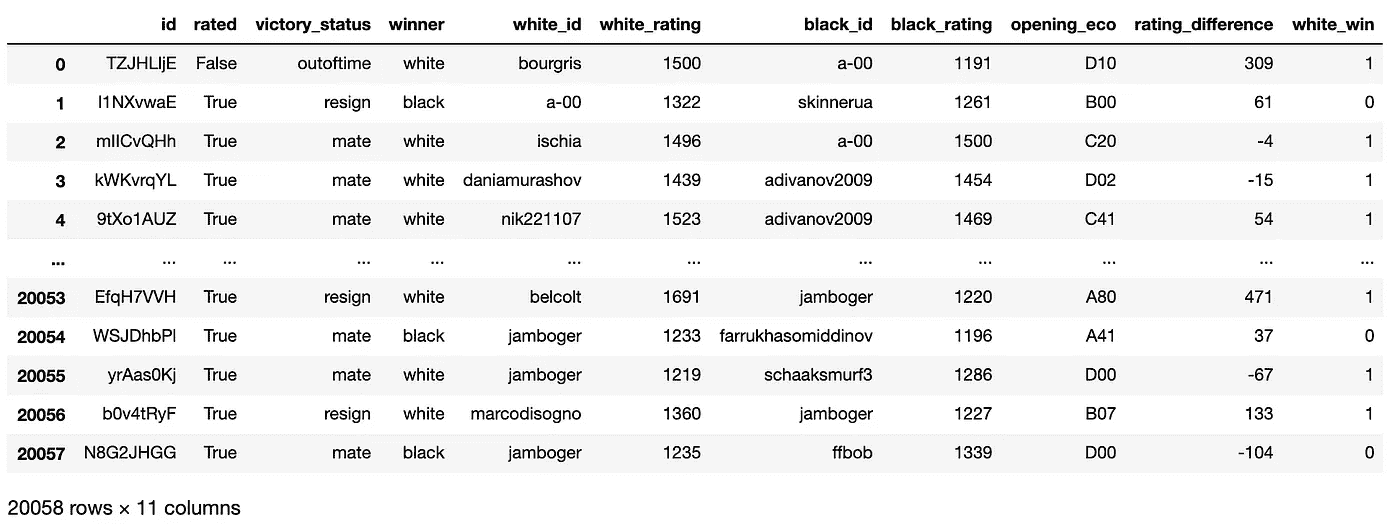 id rated victory_status winner white_id white_rating black_id black_rating opening_eco rating_difference white_win
0 TZJHLljE False outoftime white bourgris 1500 a-00 1191 D10 309 1
1 l1NXvwaE True resign black a-00 1322 skinnerua 1261 B00 61 0
2 mIICvQHh True mate white ischia 1496 a-00 1500 C20 -4 1
3 kWKvrqYL True mate white daniamurashov 1439 adivanov2009 1454 D02 -15 1
4 9tXo1AUZ True mate white nik221107 1523 adivanov2009 1469 C41 54 1
... ... ... ... ... ... ... ... ... ... ... ...
20053 EfqH7VVH True resign white belcolt 1691 jamboger 1220 A80 471 1
20054 WSJDhbPl True mate black jamboger 1233 farrukhasomiddinov 1196 A41 37 0
20055 yrAas0Kj True mate white jamboger 1219 schaaksmurf3 1286 D00 -67 1
20056 b0v4tRyF True resign white marcodisogno 1360 jamboger 1227 B07 133 1
20057 N8G2JHGG True mate black jamboger 1235 ffbob 1339 D00 -104 0
20058 rows × 11 columns